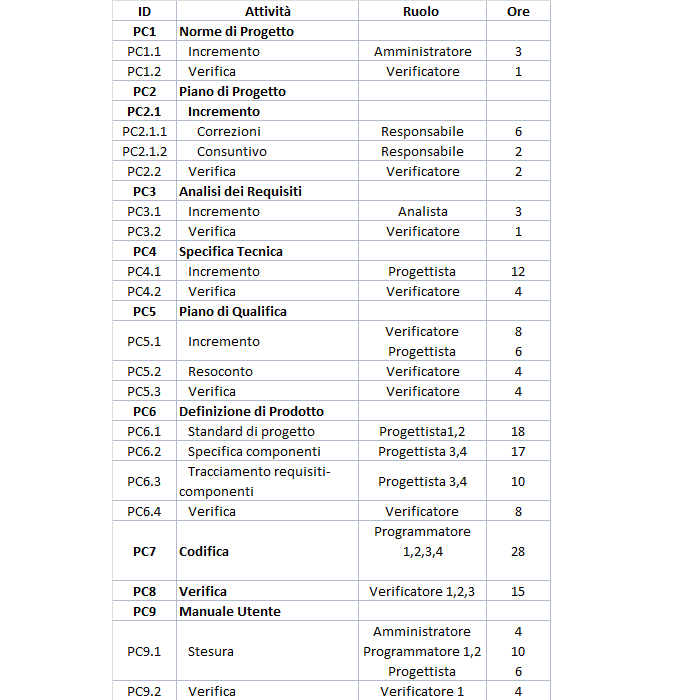 ID Attività Ruolo Ore
PC1 Norme di Progetto
PC1.1 Incremento Amministratore 3
PC1.2 Verifica Verificatore 1
PC2 Piano di Progetto
PC2.1 Incremento
PC2.1.1 Correzioni Responsabile 6
PC2.1.2 Consuntivo Responsabile 2
PC2.2 Verifica Verificatore 2
PC3 Analisi dei Requisiti
PC3.1 Incremento Analista 3
PC3.2 Verifica Verificatore 1
PC4 Specifica Tecnica
PC4.1 Incremento Progettista 12
PC4.2 Verifica Verificatore 4
PC5 Piano di Qualifica
Verificatore 8
PC5.1 Incremento
Progettista 6
PC5.2 Resoconto Verificatore 4
PC5.3 Verifica Verificatore 4
PC6 Definizione di Prodotto
PC6.1 Standard di progetto Progettista1,2 18
PC6.2 Specifica componenti Progettista 3,4 17
Tracciamento requisiti-
PC6.3 Progettista 3,4 10
componenti
PC6.4 Verifica Verificatore 8
Programmatore
PC7 Codifica 1,2,3,4 28
PC8 Verifica Verificatore 1,2,3 15
PC9 Manuale Utente
Amministratore 4
PC9.1 Stesura Programmatore 1,2 10
Progettista 6
PC9.2 Verifica Verificatore 1 4